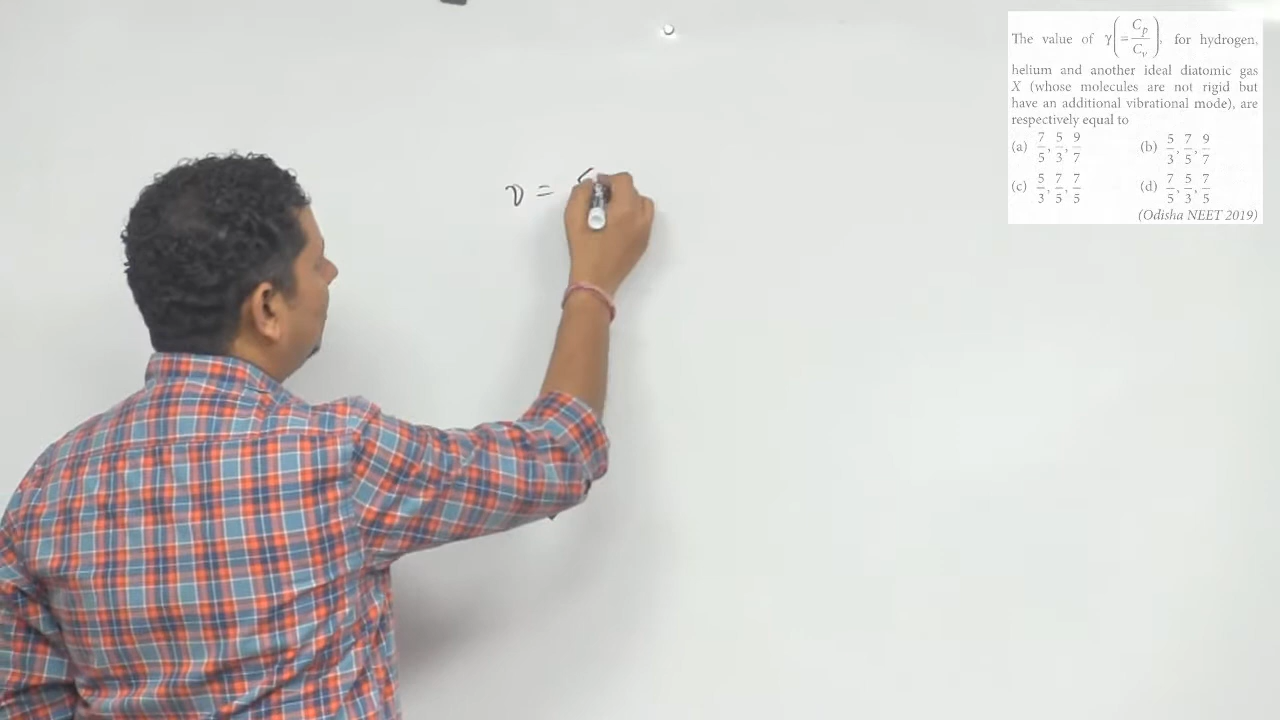 γ =
The value of γ(= C_p/C_v), for hydrogen,
helium and another ideal diatomic gas
X (whose molecules are not rigid but
have an additional vibrational mode), are
respectively equal to
(a) 7/5, 5/3, 9/7 (b) 5/3, 7/5, 9/7
(c) 5/3, 7/5, 7/5 (d) 7/5, 5/3, 7/5
(Odisha NEET 2019)